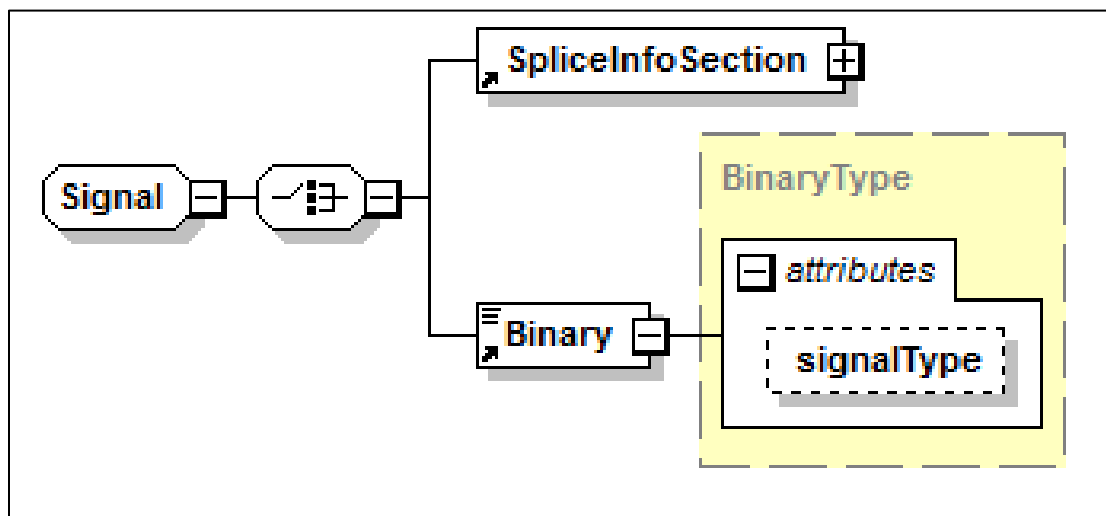 SpliceInfoSection
Signal
BinaryType
attributes
Binary
signalType